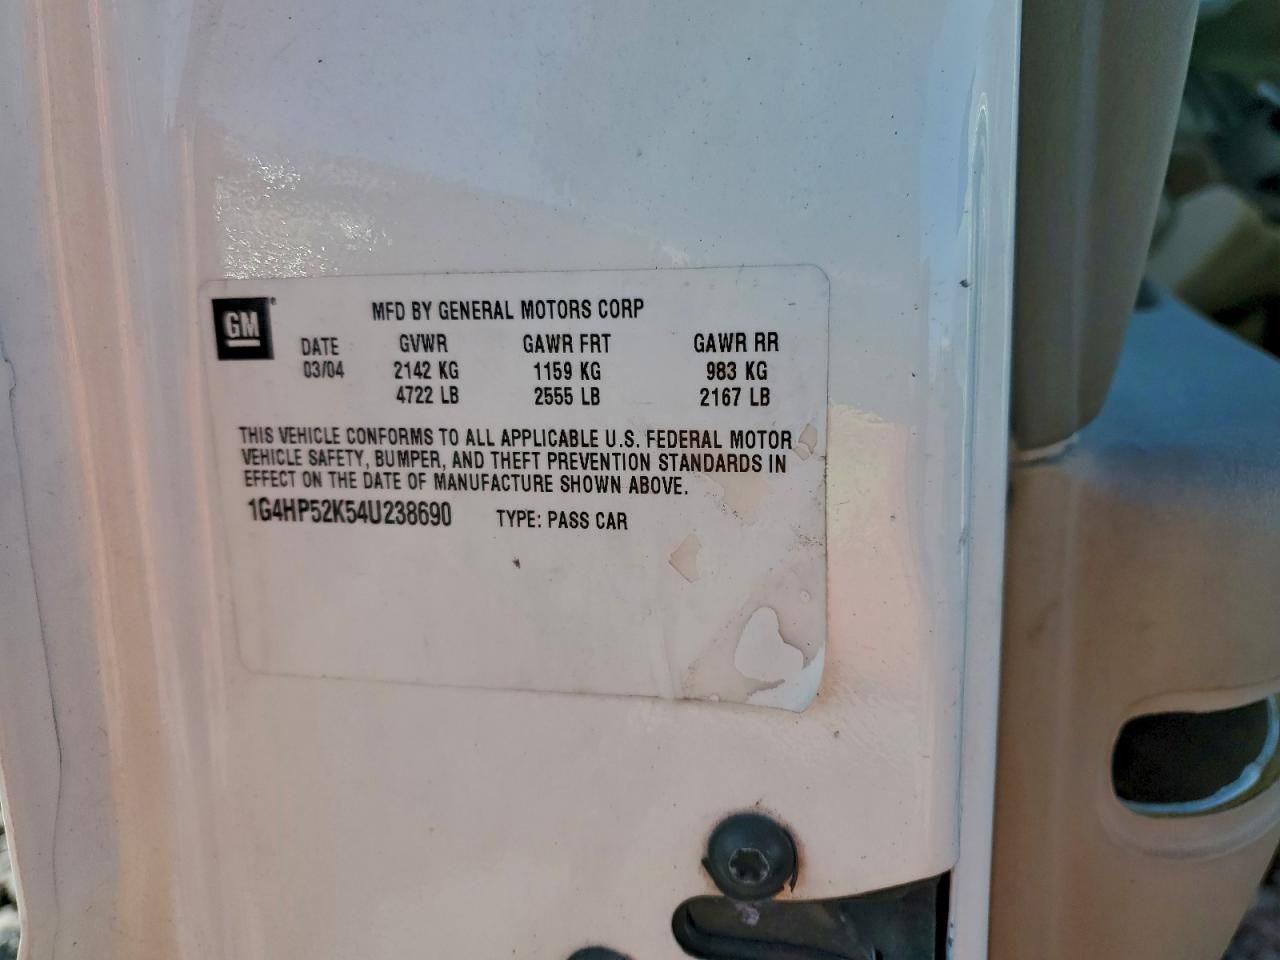 GM
MFD BY GENERAL MOTORS CORP
DATE GVWR GAWR FRT GAWR RR
03/04 2142 KG 1159 KG 983 KG
4722 LB 2555 LB 2167 LB
THIS VEHICLE CONFORMS TO ALL APPLICABLE U.S. FEDERAL MOTOR
VEHICLE SAFETY, BUMPER, AND THEFT PREVENTION STANDARDS IN
EFFECT ON THE DATE OF MANUFACTURE SHOWN ABOVE.
1G4HP52K54U238690 TYPE: PASS CAR